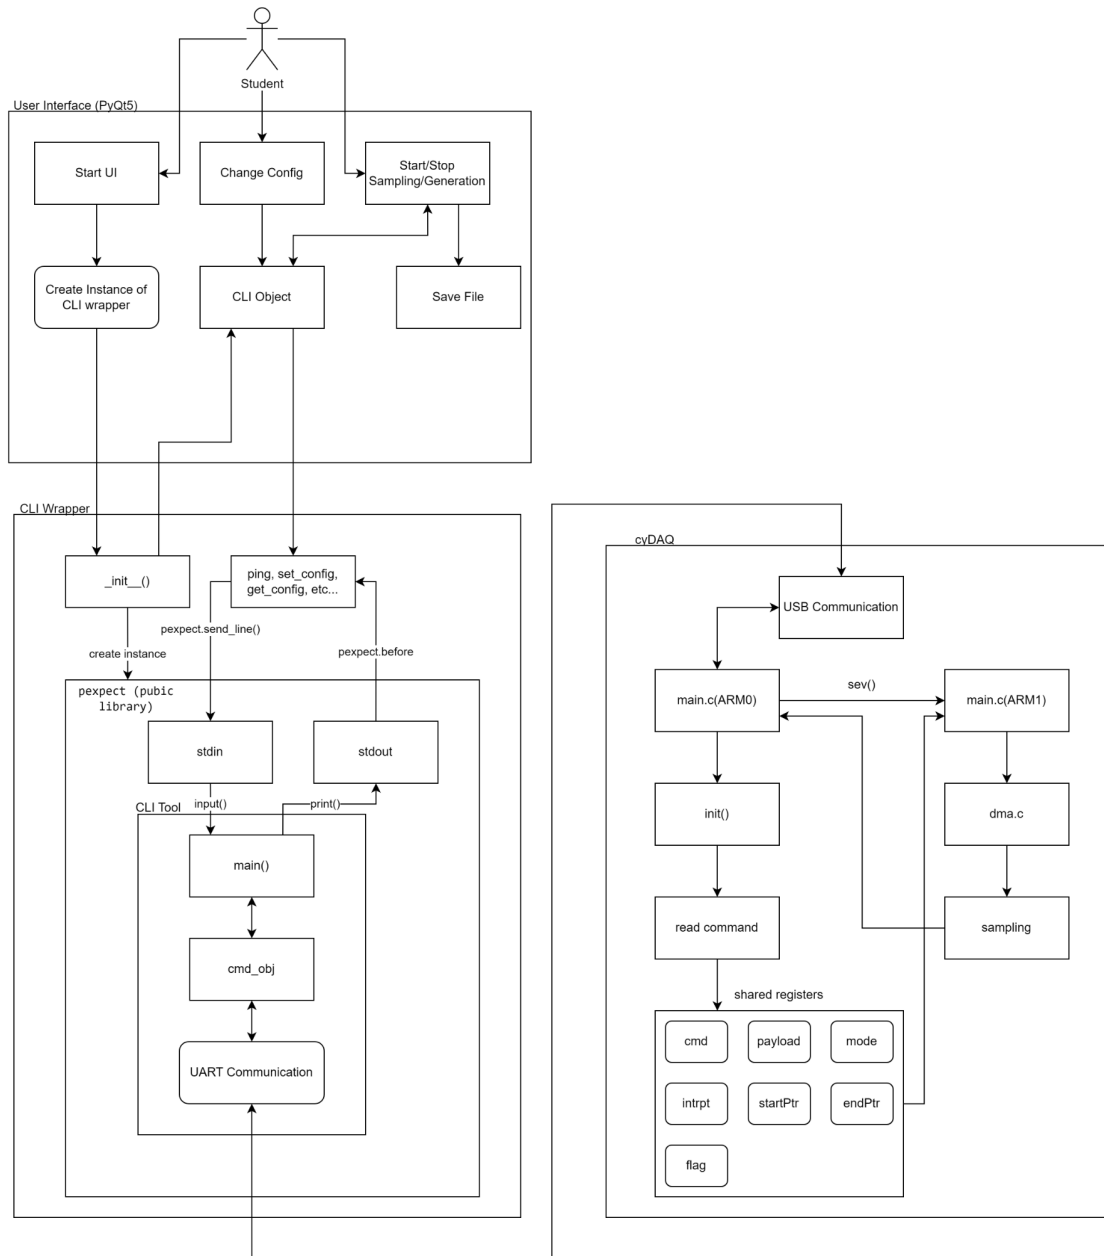 Student
User Interface (PyQt5)
Start UI
Change Config
Start/Stop
Sampling/Generation
Create Instance of
CLI wrapper
CLI Object
Save File
CLI Wrapper
_init__()
ping, set_config,
get_config, etc...
pexpect.send_line()
create instance
pexpect.before
pexpect (pubic
library)
stdin
stdout
input()
print()
CLI Tool
main()
cmd_obj
UART Communication
cyDAQ
USB Communication
main.c(ARM0)
sev()
main.c(ARM1)
init()
dma.c
read command
sampling
shared registers
cmd
payload
mode
intrpt
startPtr
endPtr
flag